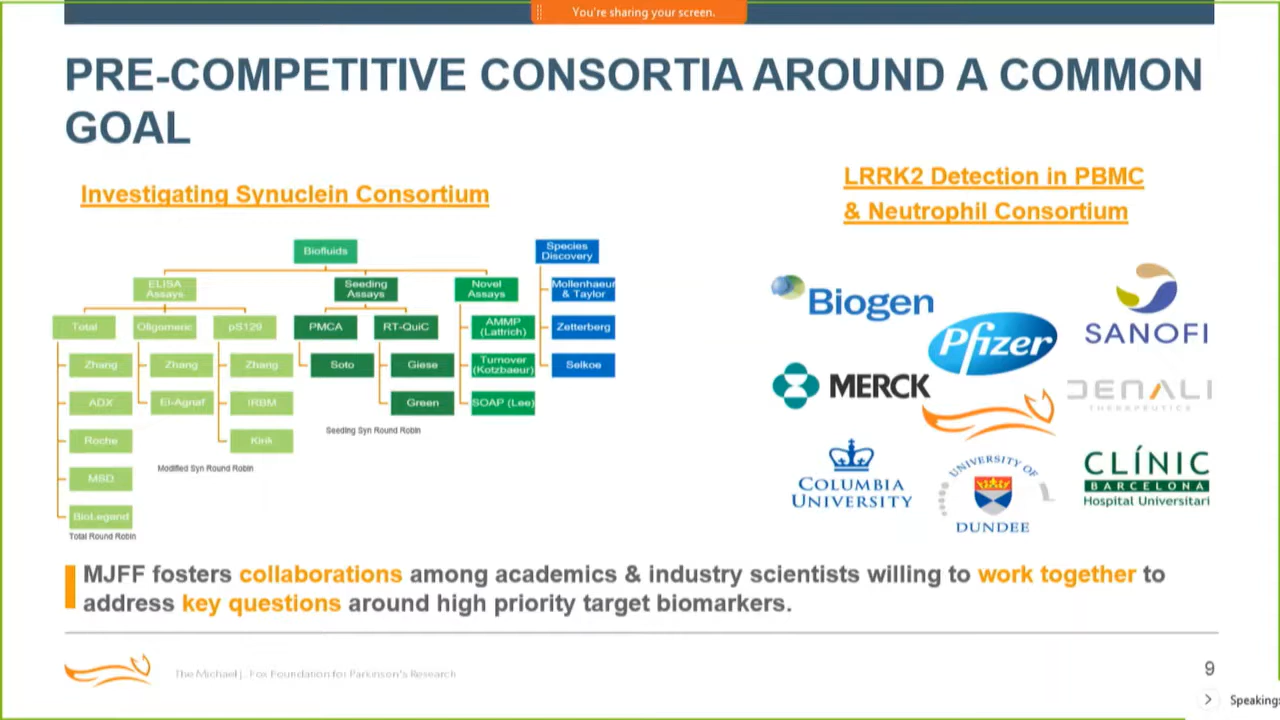 You're sharing your screen.
PRE-COMPETITIVE CONSORTIA AROUND A COMMON
GOAL
Investigating Synuclein Consortium
LRRK2 Detection in PBMC
& Neutrophil Consortium
Biofluids
Species
Discovery
ELISA
Assays
Seeding
Assays
Novel
Assays
Mollenhaeur
& Taylor
Total
Oligomeric
pS129
PMCA
RT-QuiC
AMMP
(Lattrich)
Zetterberg
Zhang
Zhang
Zhang
Soto
Giese
Turnover
(Kotzbaeur)
Selkoe
ADX
El-Agnaf
IRBM
Green
SOAP (Lee)
Roche
Kirik
Seeding Syn Round Robin
MSD
Modified Syn Round Robin
BioLegend
Total Round Robin
Biogen
Pfizer
SANOFI
MERCK
DENALI
THERAPEUTICS
COLUMBIA
UNIVERSITY
UNIVERSITY OF
DUNDEE
CLÍNIC
BARCELONA
Hospital Universitari
MJFF fosters collaborations among academics & industry scientists willing to work together to
address key questions around high priority target biomarkers.
The Michael J. Fox Foundation for Parkinson's Research
9
Speaking: